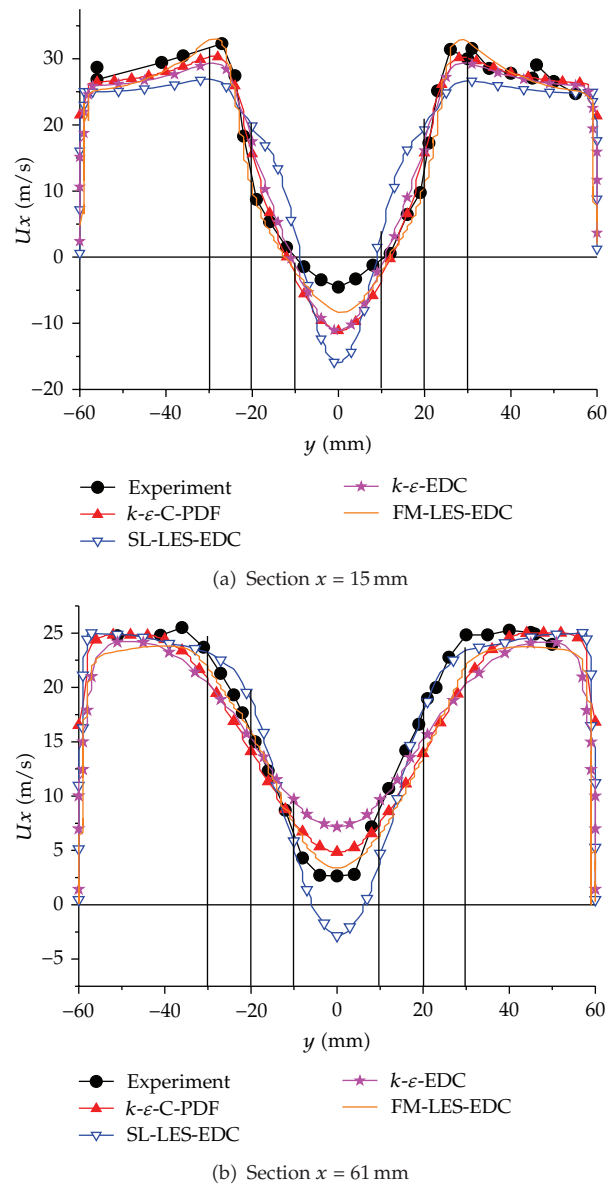 30
20
10
0
−10
−20
Ux (m/s)
−60 −40 −20 0 20 40 60
y (mm)
Experiment
k-ε-C-PDF
SL-LES-EDC
k-ε-EDC
FM-LES-EDC
(a) Section x = 15 mm
25
20
15
10
5
0
−5
Ux (m/s)
−60 −40 −20 0 20 40 60
y (mm)
Experiment
k-ε-C-PDF
SL-LES-EDC
k-ε-EDC
FM-LES-EDC
(b) Section x = 61 mm